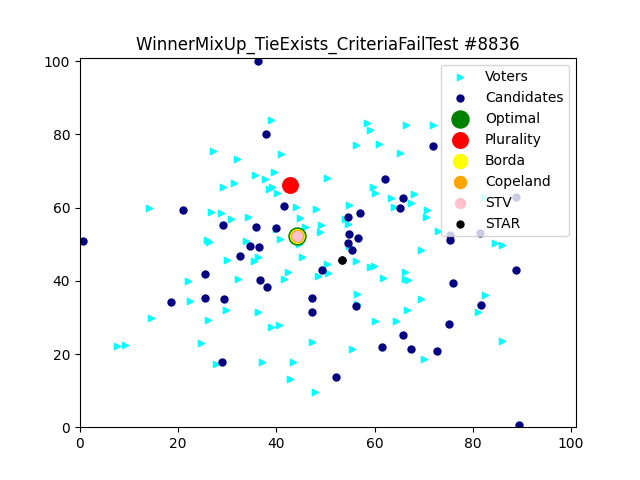 WinnerMixUp_TieExists_CriteriaFailTest #8836
100
80
60
40
20
0
0
20
40
60
80
100
Voters
Candidates
Optimal
Plurality
Borda
Copeland
STV
STAR